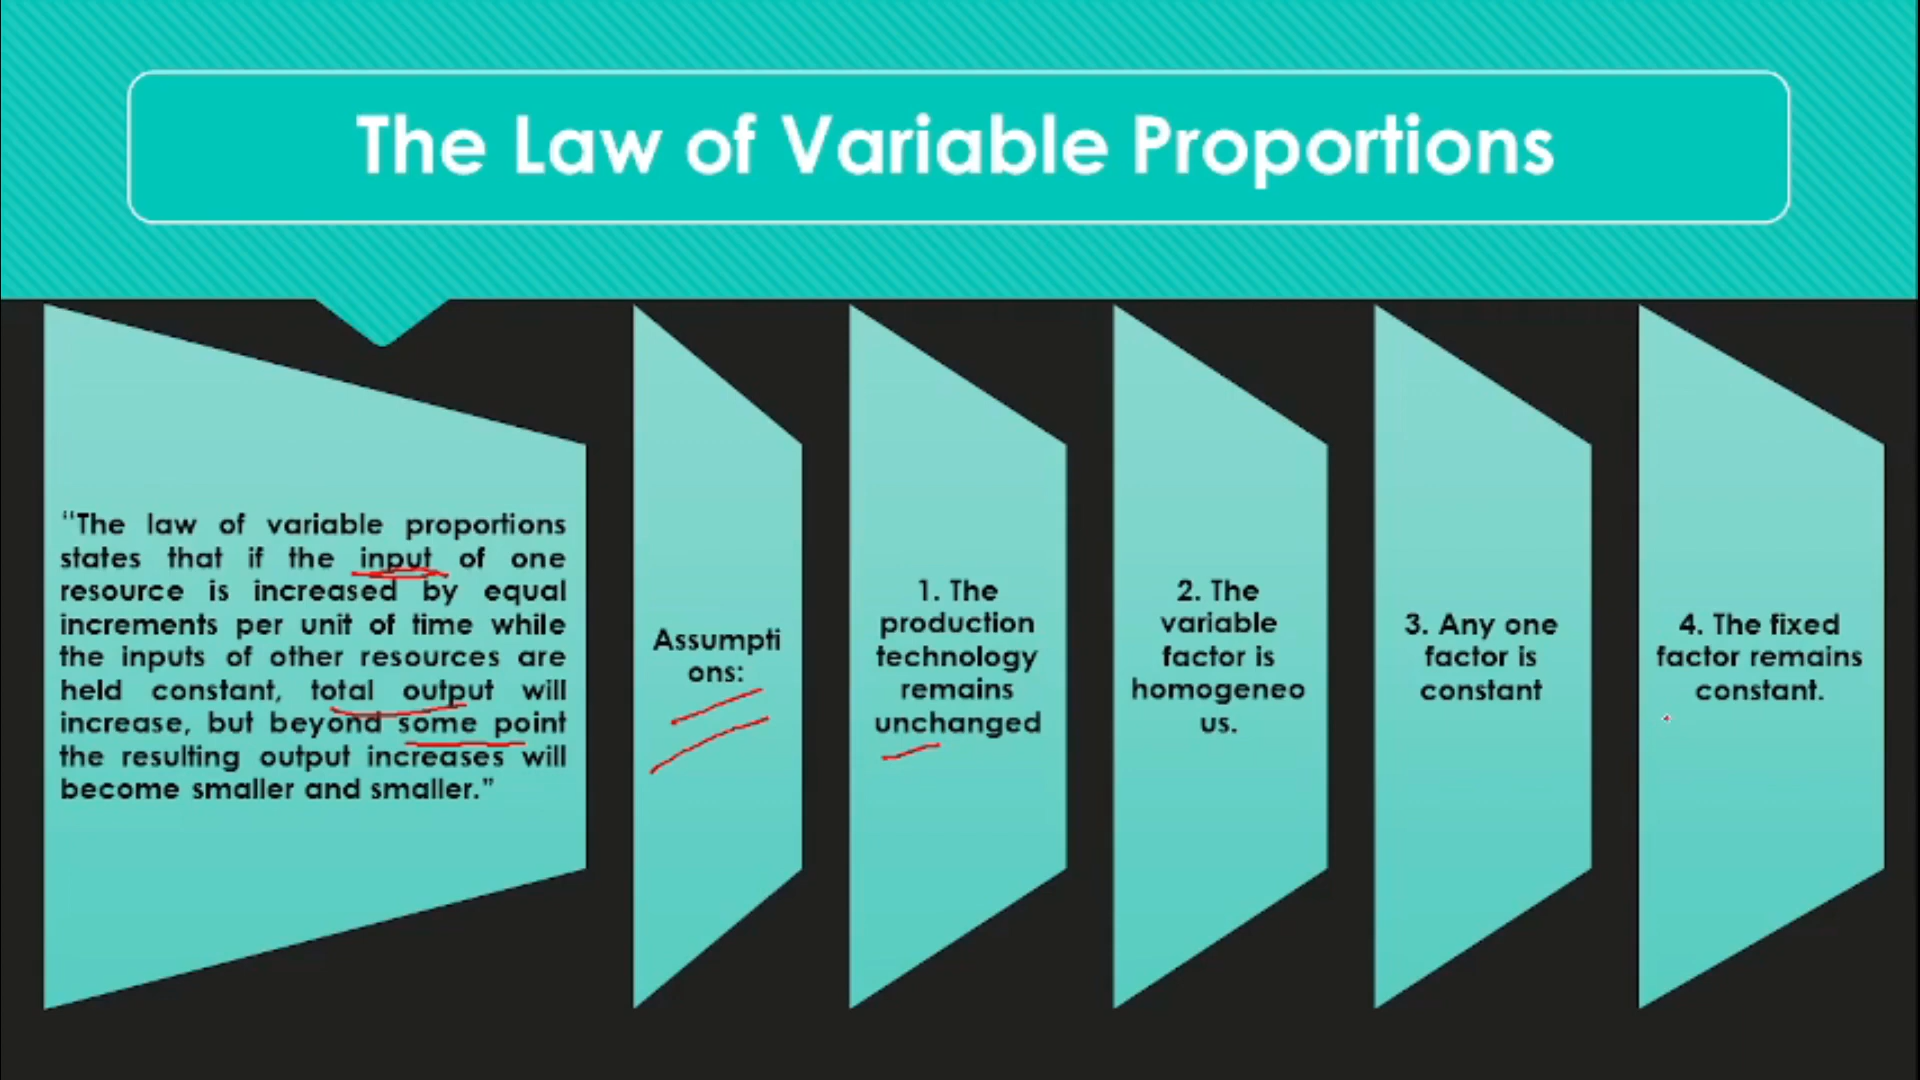 The Law of Variable Proportions
“The law of variable proportions
states that if the input of one
resource is increased by equal
increments per unit of time while
the inputs of other resources are
held constant, total output will
increase, but beyond some point
the resulting output increases will
become smaller and smaller.”
Assumpti
ons:
1. The
production
technology
remains
unchanged
2. The
variable
factor is
homogeneo
us.
3. Any one
factor is
constant
4. The fixed
factor remains
constant.